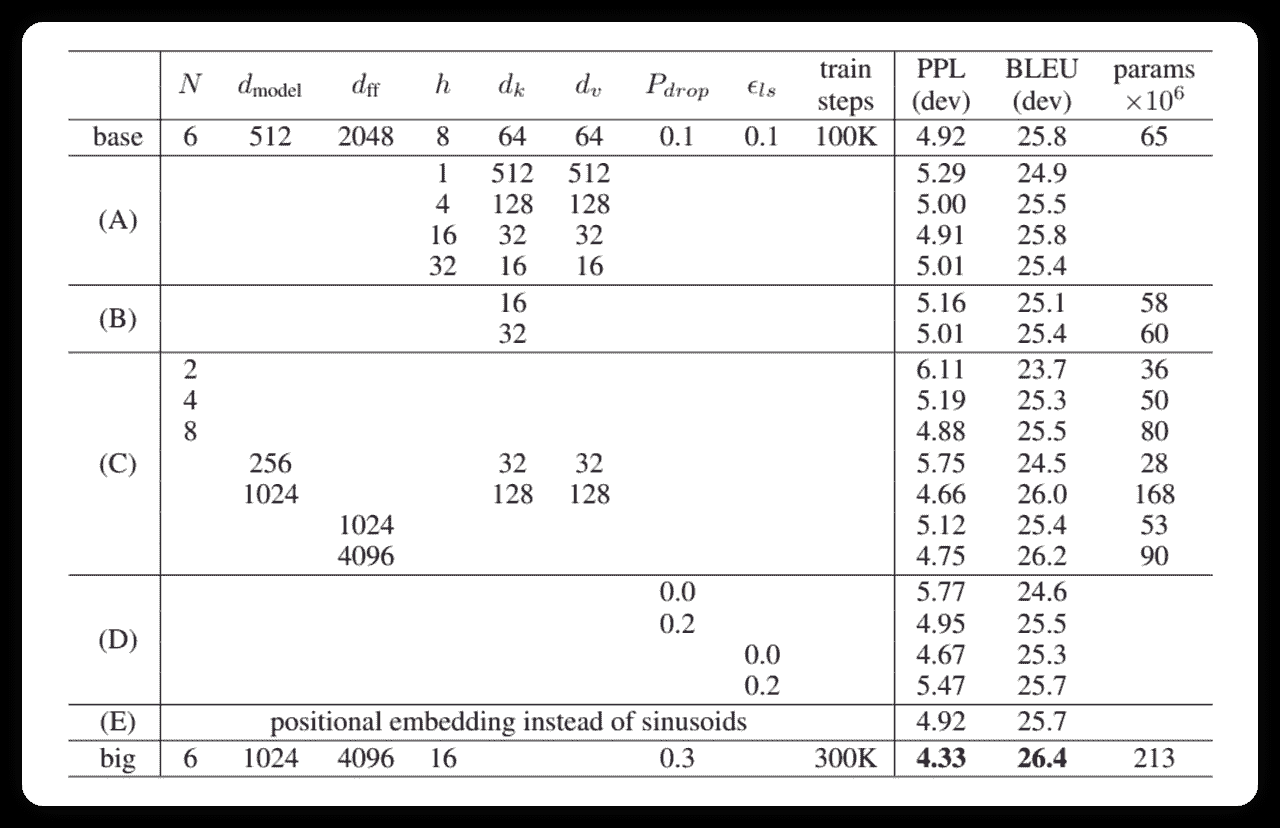 N d_model d_ff h d_k d_v P_drop ϵ_ls train steps PPL (dev) BLEU (dev) params ×10⁶
base 6 512 2048 8 64 64 0.1 0.1 100K 4.92 25.8 65
(A)
1 512 512 5.29 24.9
4 128 128 5.00 25.5
16 32 32 4.91 25.8
32 16 16 5.01 25.4
(B)
16 5.16 25.1 58
32 5.01 25.4 60
(C)
2 6.11 23.7 36
4 5.19 25.3 50
8 4.88 25.5 80
256 32 32 5.75 24.5 28
1024 128 128 4.66 26.0 168
1024 5.12 25.4 53
4096 4.75 26.2 90
(D)
0.0 5.77 24.6
0.2 4.95 25.5
0.0 4.67 25.3
0.2 5.47 25.7
(E) positional embedding instead of sinusoids 4.92 25.7
big 6 1024 4096 16 0.3 300K 4.33 26.4 213